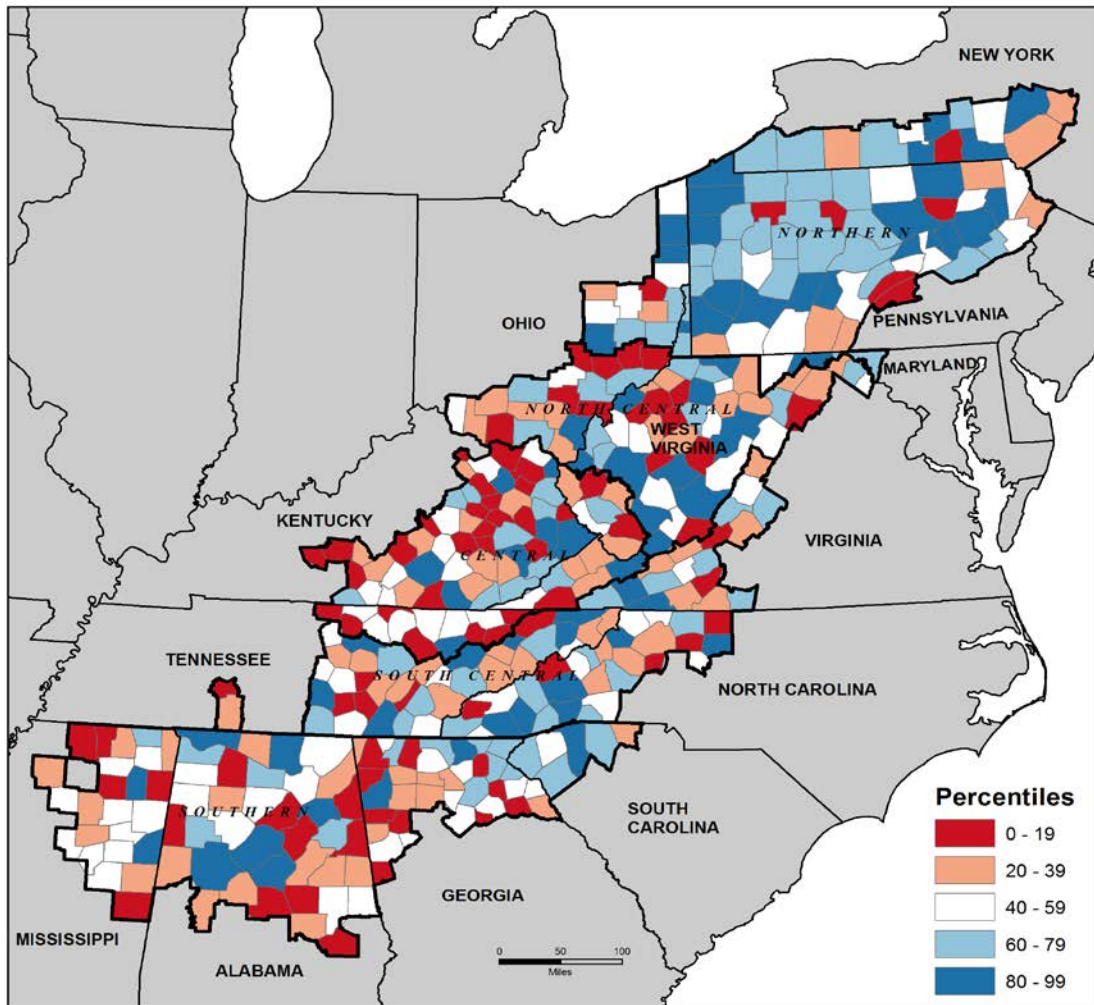 NEW YORK
NORTHERN
PENNSYLVANIA
OHIO
MARYLAND
NORTH CENTRAL
WEST
VIRGINIA
KENTUCKY
VIRGINIA
CENTRAL
TENNESSEE
SOUTH CENTRAL
NORTH CAROLINA
SOUTHERN
SOUTH
CAROLINA
GEORGIA
MISSISSIPPI
ALABAMA
0 50 100
Miles
Percentiles
0 - 19
20 - 39
40 - 59
60 - 79
80 - 99